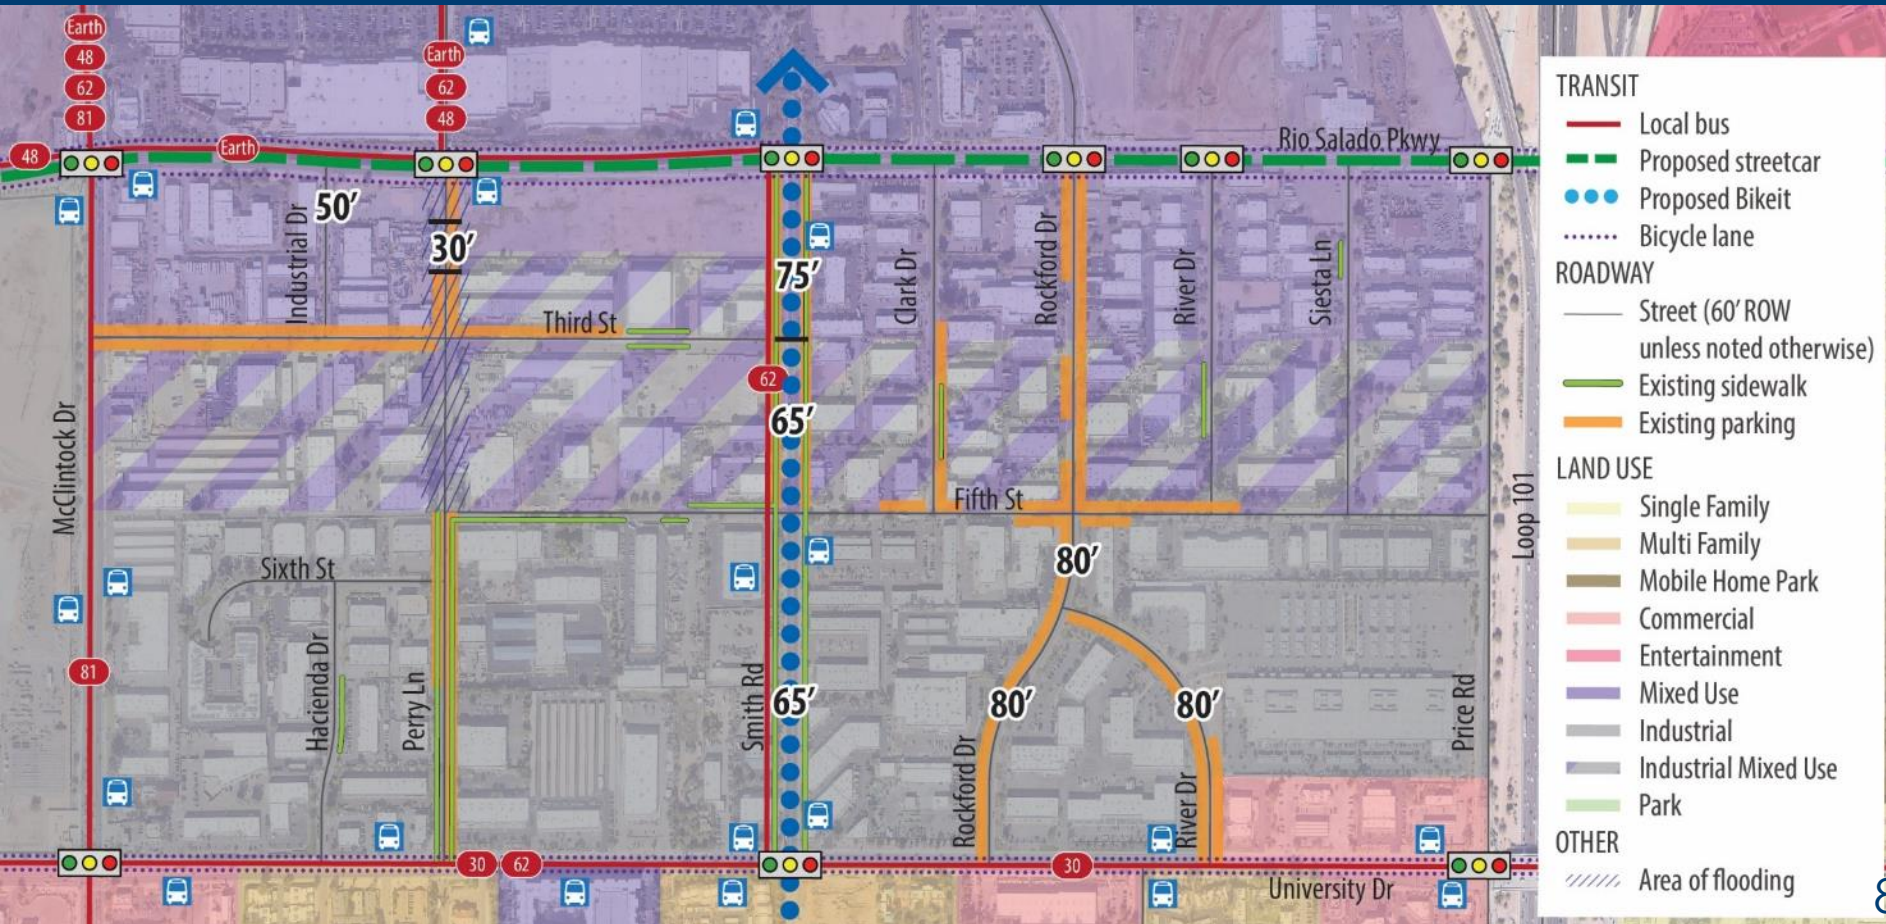 Earth
48
62
81
Earth
62
48
48
Earth
Rio Salado Pkwy
Industrial Dr
50'
30'
75'
Clark Dr
Rockford Dr
River Dr
Siesta Ln
Third St
62
65'
McClintock Dr
Fifth St
Loop 101
80'
Sixth St
81
Hacienda Dr
Perry Ln
Smith Rd
65'
80'
80'
Price Rd
Rockford Dr
River Dr
30
62
30
University Dr
TRANSIT
Local bus
Proposed streetcar
Proposed Bikeit
Bicycle lane
ROADWAY
Street (60' ROW
unless noted otherwise)
Existing sidewalk
Existing parking
LAND USE
Single Family
Multi Family
Mobile Home Park
Commercial
Entertainment
Mixed Use
Industrial
Industrial Mixed Use
Park
OTHER
Area of flooding